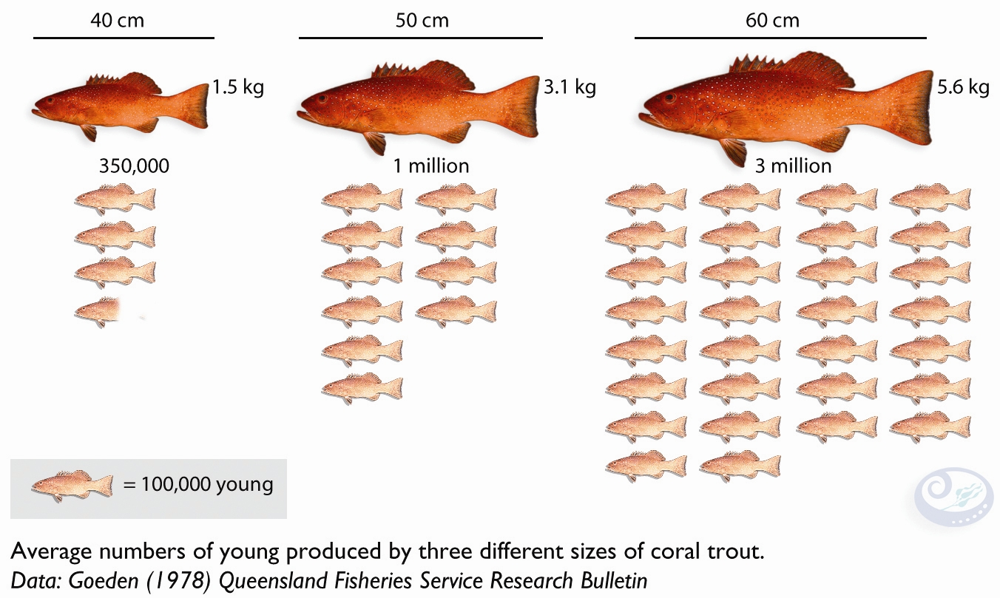 40 cm
50 cm
60 cm
1.5 kg
3.1 kg
5.6 kg
350,000
1 million
3 million
= 100,000 young
Average numbers of young produced by three different sizes of coral trout.
Data: Goeden (1978) Queensland Fisheries Service Research Bulletin